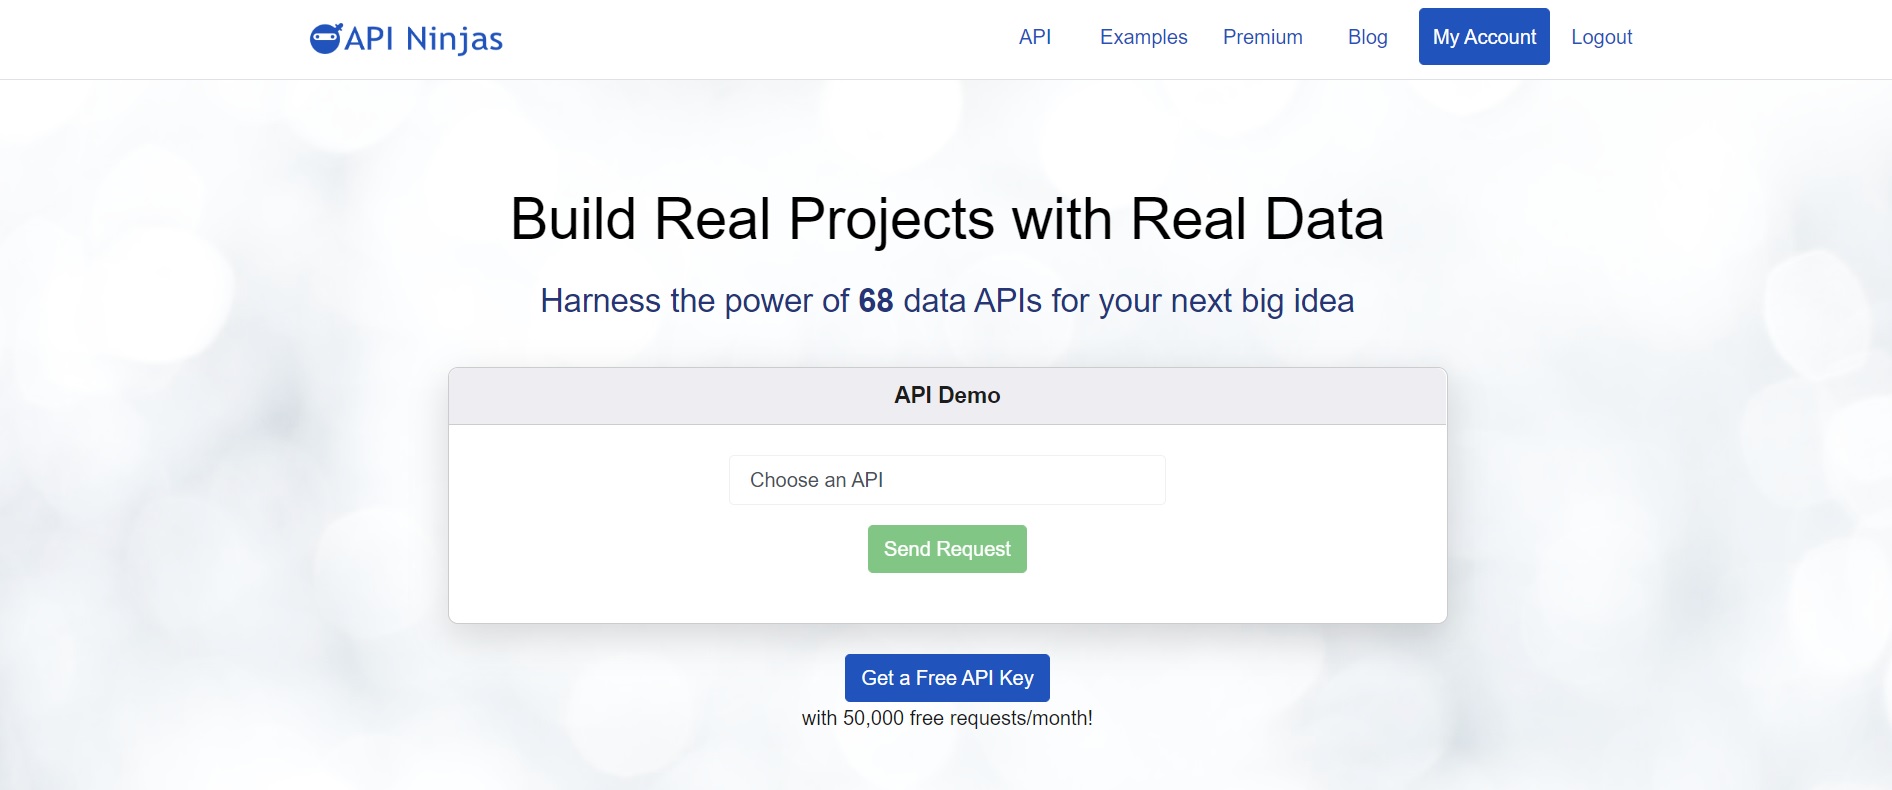 API Ninjas
API Examples Premium Blog My Account Logout
Build Real Projects with Real Data
Harness the power of 68 data APIs for your next big idea
API Demo
Choose an API
Send Request
Get a Free API Key
with 50,000 free requests/month!